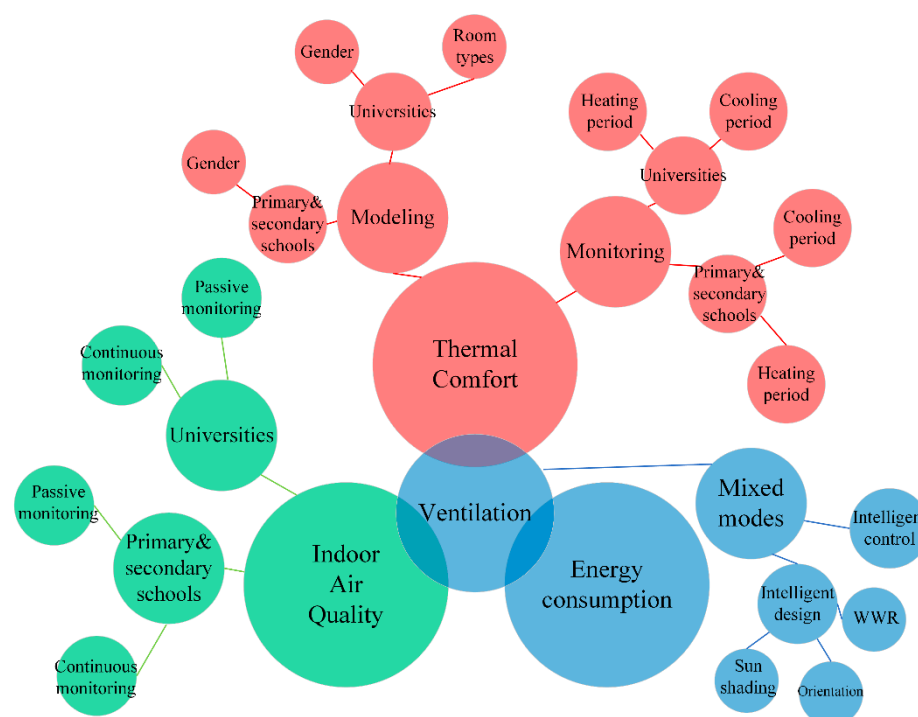 Gender
Room
types
Universities
Gender
Primary&
secondary
schools
Modeling
Heating
period
Cooling
period
Universities
Monitoring
Cooling
period
Primary&
secondary
schools
Heating
period
Thermal
Comfort
Passive
monitoring
Continuous
monitoring
Universities
Passive
monitoring
Primary&
secondary
schools
Continuous
monitoring
Indoor
Air
Quality
Ventilation
Energy
consumption
Mixed
modes
Intelligent
control
Intelligent
design
WWR
Sun
shading
Orientation